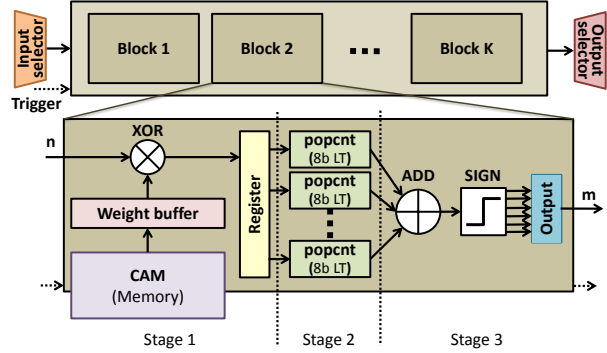 Input
selector
Block 1
Block 2
Block K
Output
selector
Trigger
n
XOR
Weight buffer
CAM
(Memory)
Register
popcnt
(8b LT)
popcnt
(8b LT)
popcnt
(8b LT)
ADD
SIGN
Output
m
Stage 1
Stage 2
Stage 3